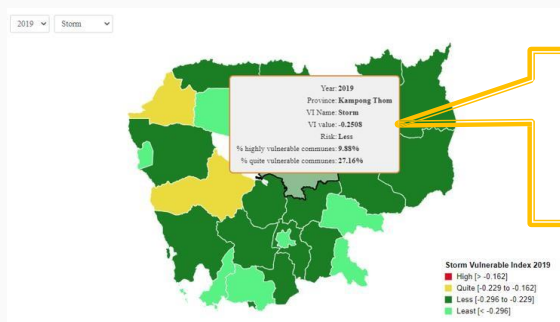 2019 Storm
Year: 2019
Province: Kampong Thom
VI Name: Storm
VI value: -0.2508
Risk: Less
% highly vulnerable communes: 9.88%
% quite vulnerable communes: 27.16%
Storm Vulnerable Index 2019
High [> -0.162]
Quite [-0.229 to -0.162]
Less [-0.296 to -0.229]
Least [< -0.296]